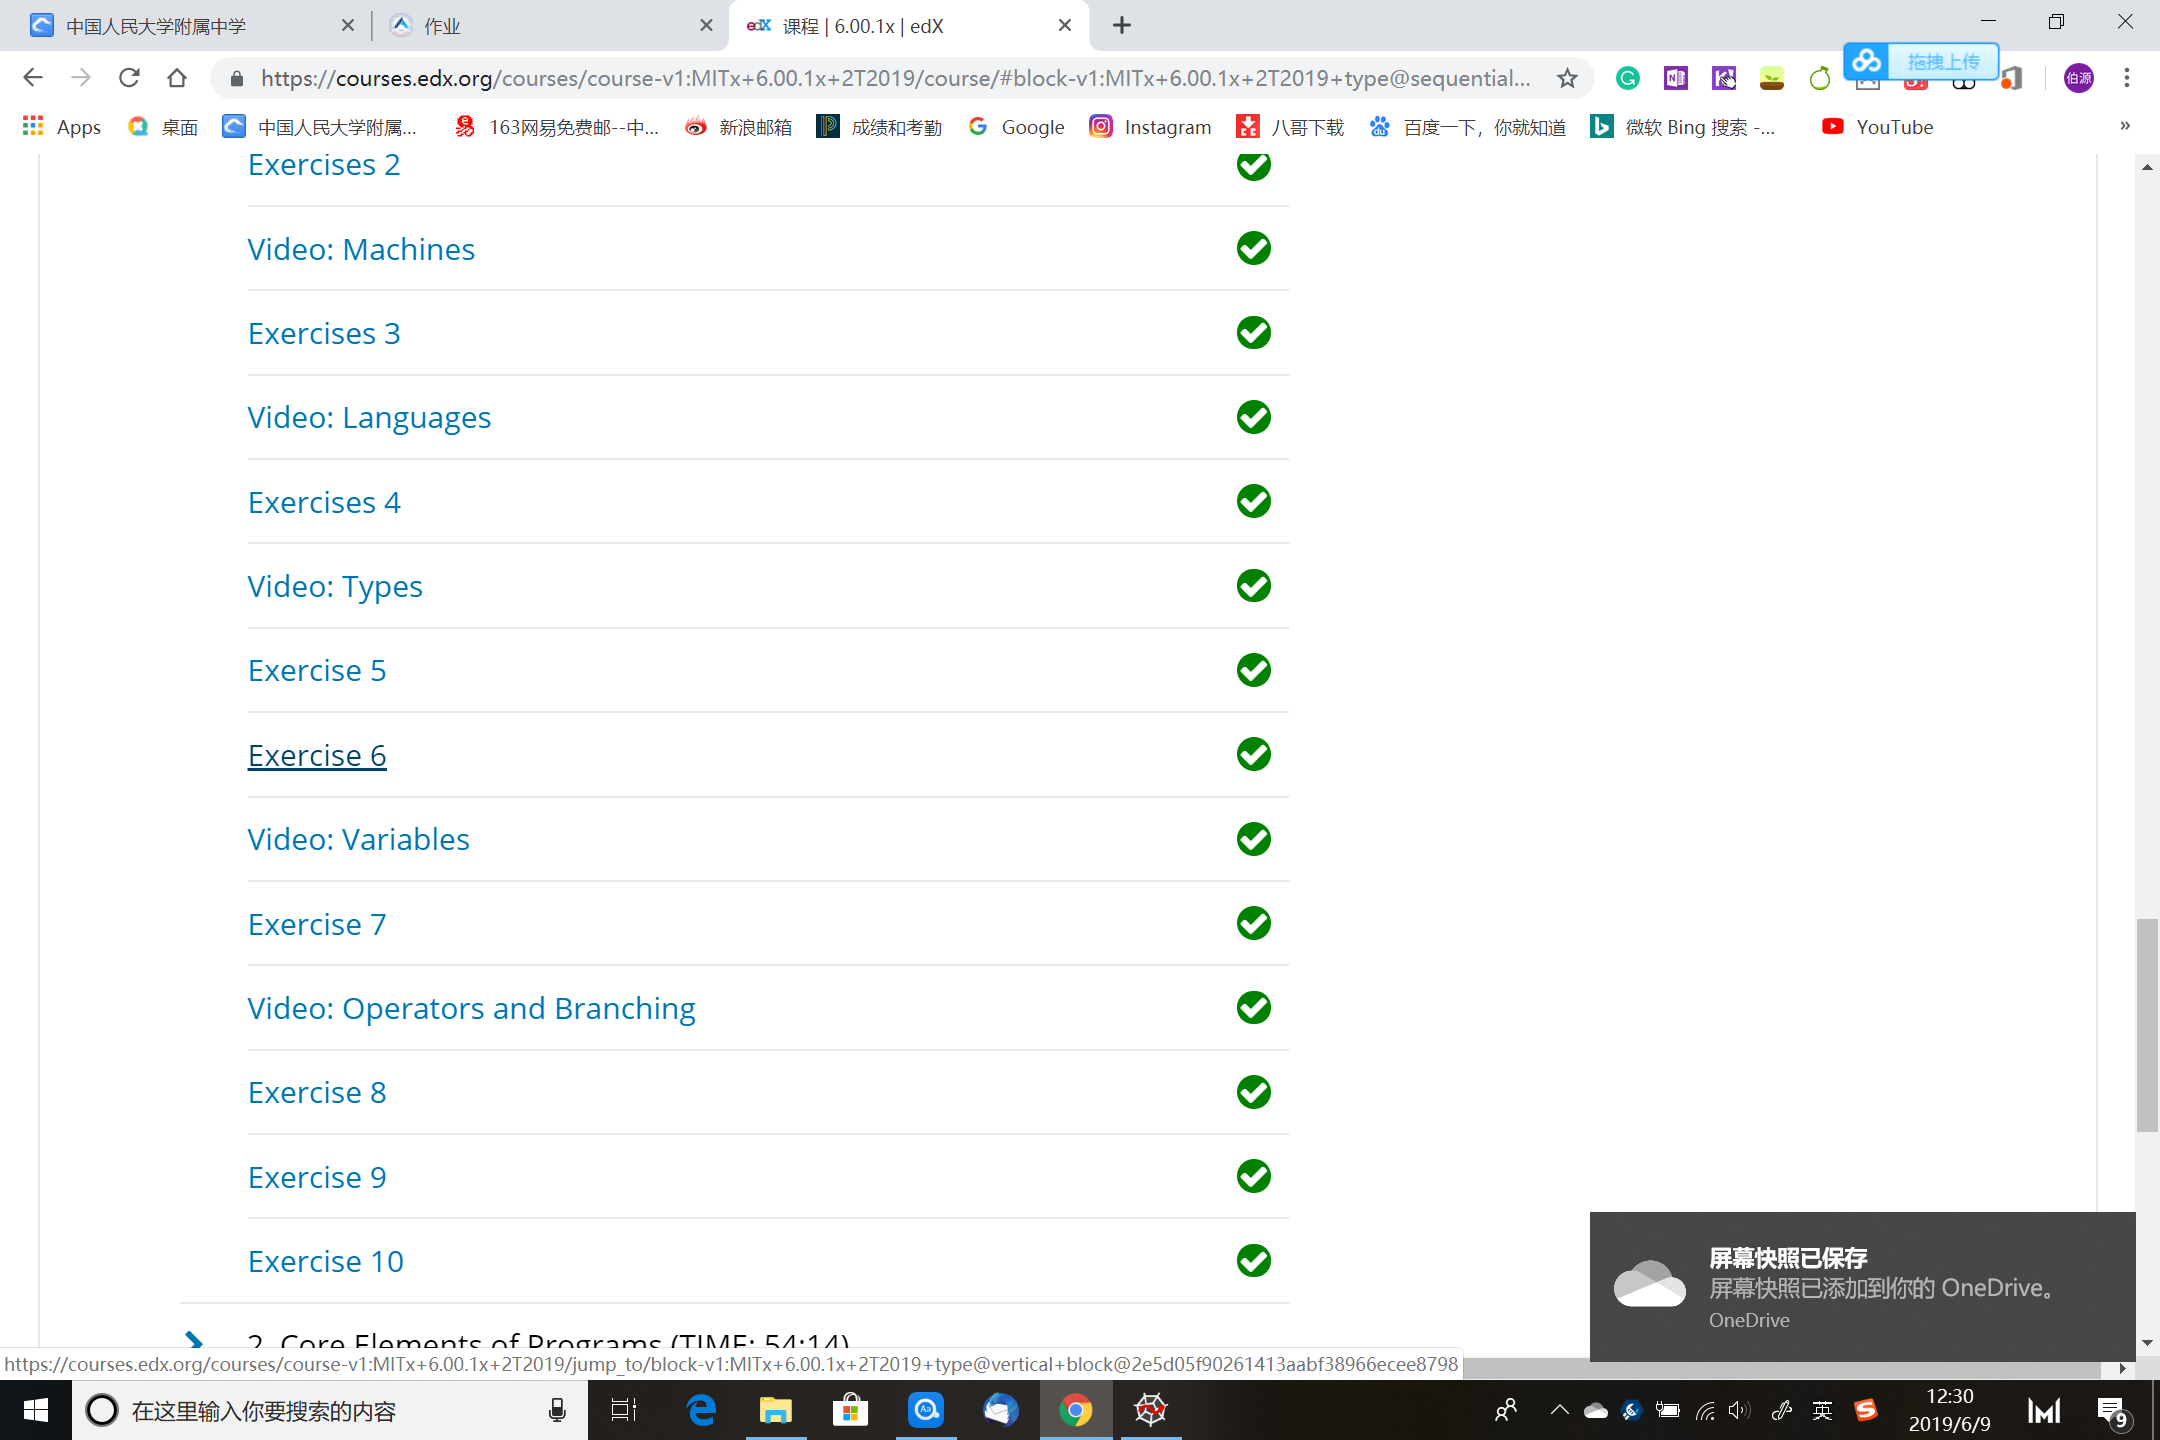 中国人民大学附属中学
作业
edX 课程 | 6.00.1x | edX
https://courses.edx.org/courses/course-v1:MITx+6.00.1x+2T2019/course/#block-v1:MITx+6.00.1x+2T2019+type@sequential...
拖拽上传
伯源
Apps 桌面 中国人民大学附属... 163网易免费邮--中... 新浪邮箱 成绩和考勤 Google Instagram 八哥下载 百度一下，你就知道 微软 Bing 搜索 -... YouTube »
Exercises 2
Video: Machines
Exercises 3
Video: Languages
Exercises 4
Video: Types
Exercise 5
Exercise 6
Video: Variables
Exercise 7
Video: Operators and Branching
Exercise 8
Exercise 9
Exercise 10
2. Core Elements of Programs (TIME: 54:14)
屏幕快照已保存
屏幕快照已添加到你的 OneDrive。
OneDrive
https://courses.edx.org/courses/course-v1:MITx+6.00.1x+2T2019/jump_to/block-v1:MITx+6.00.1x+2T2019+type@vertical+block@2e5d05f90261413aabf38966ecee8798
在这里输入你要搜索的内容
英
12:30
2019/6/9
9